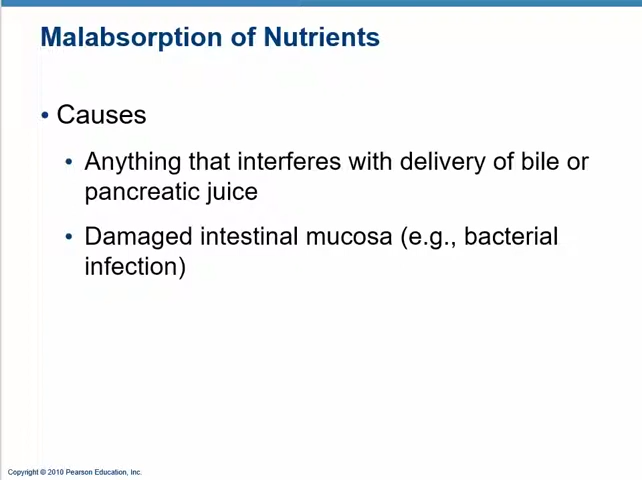 Malabsorption of Nutrients
• Causes
• Anything that interferes with delivery of bile or
pancreatic juice
• Damaged intestinal mucosa (e.g., bacterial
infection)
Copyright © 2010 Pearson Education, Inc.